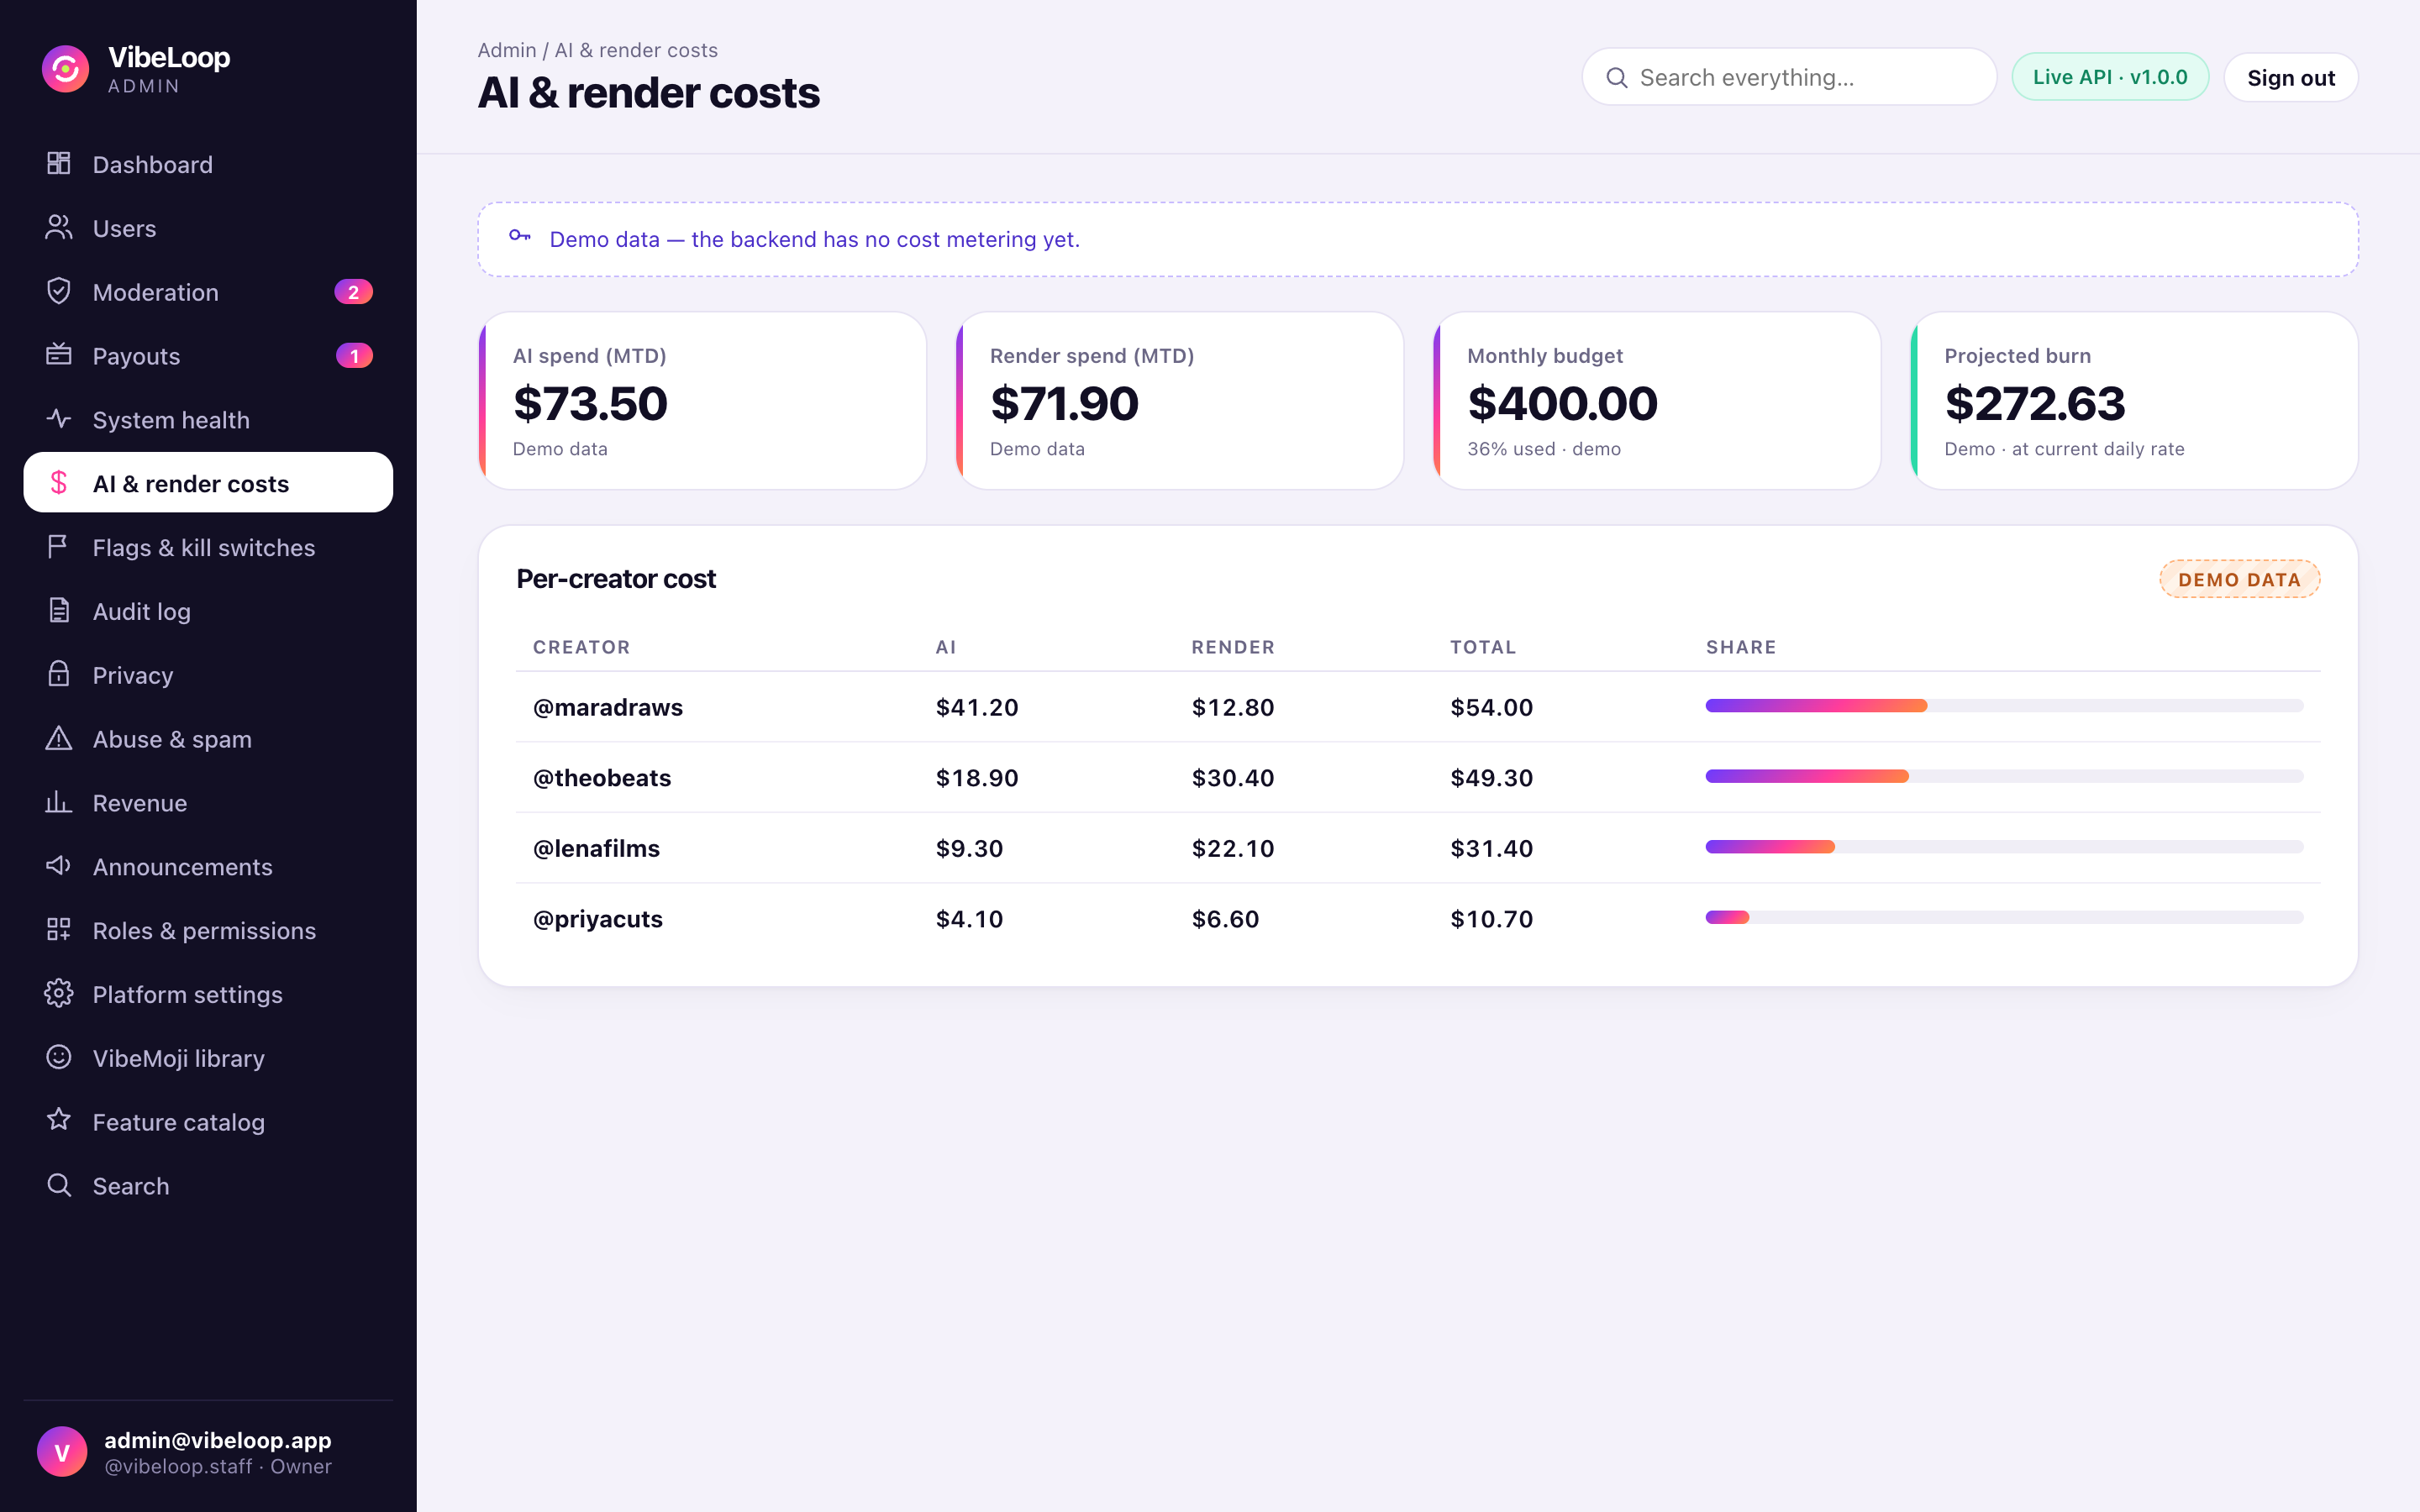 VibeLoop
ADMIN
Dashboard
Users
Moderation 2
Payouts 1
System health
AI & render costs
Flags & kill switches
Audit log
Privacy
Abuse & spam
Revenue
Announcements
Roles & permissions
Platform settings
VibeMoji library
Feature catalog
Search
V
admin@vibeloop.app
@vibeloop.staff · Owner
Admin / AI & render costs
AI & render costs
Search everything...
Live API · v1.0.0
Sign out
Demo data — the backend has no cost metering yet.
AI spend (MTD)
$73.50
Demo data
Render spend (MTD)
$71.90
Demo data
Monthly budget
$400.00
36% used · demo
Projected burn
$272.63
Demo · at current daily rate
Per-creator cost
DEMO DATA
CREATOR AI RENDER TOTAL SHARE
@maradraws $41.20 $12.80 $54.00
@theobeats $18.90 $30.40 $49.30
@lenafilms $9.30 $22.10 $31.40
@priyacuts $4.10 $6.60 $10.70